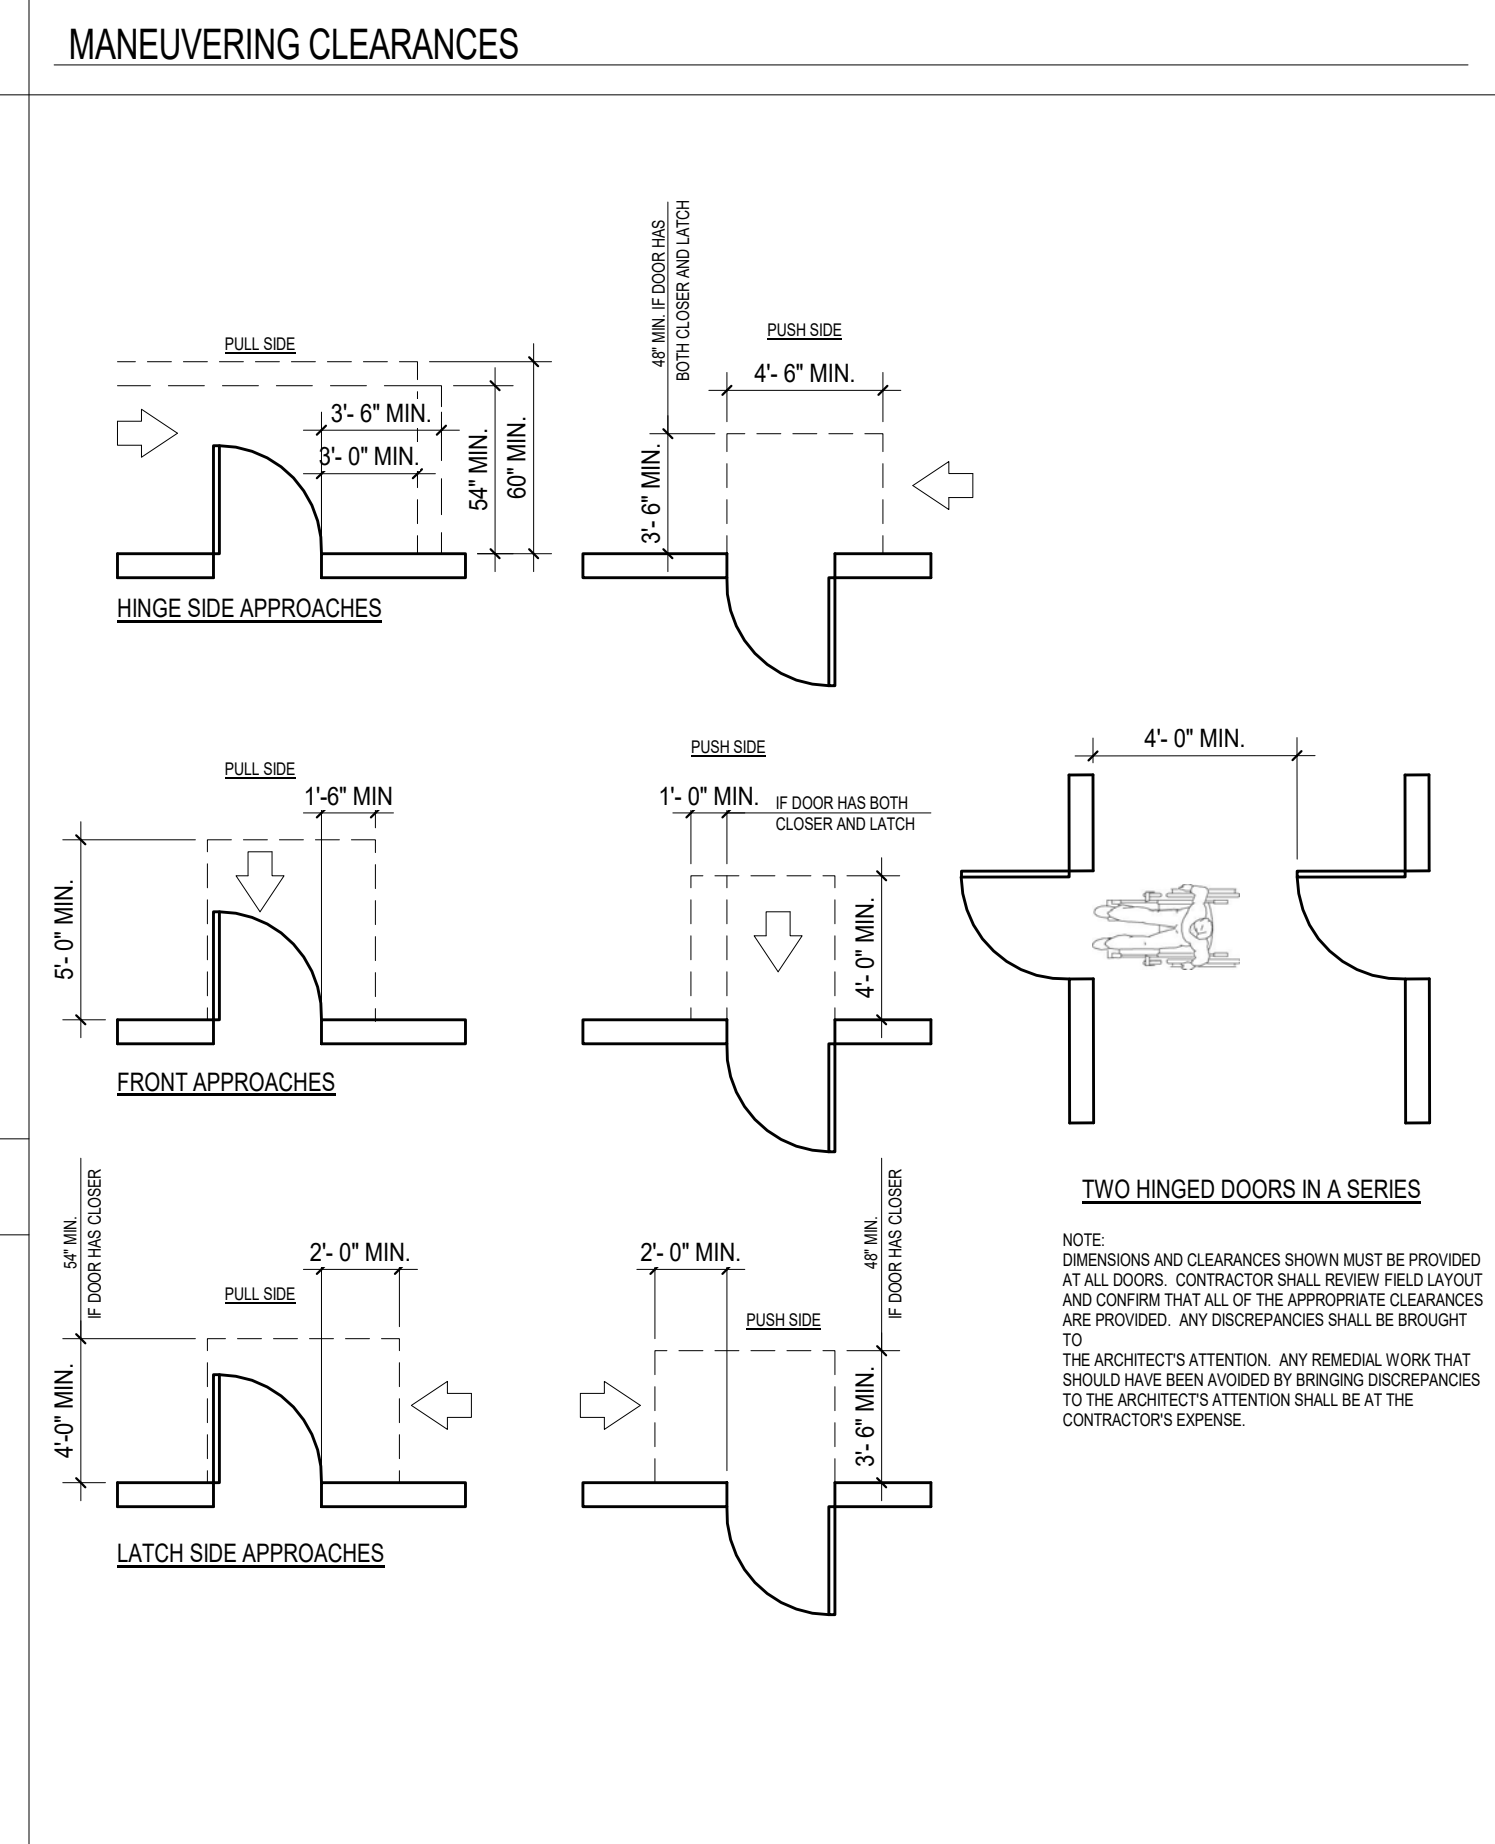 MANEUVERING CLEARANCES
48" MIN. IF DOOR HAS
BOTH CLOSER AND LATCH
PULL SIDE
PUSH SIDE
4'- 6" MIN.
3'- 6" MIN.
3'- 0" MIN.
54" MIN.
60" MIN.
3'- 6" MIN.
HINGE SIDE APPROACHES
PULL SIDE
1'-6" MIN
5'- 0" MIN.
PUSH SIDE
1'- 0" MIN.
IF DOOR HAS BOTH
CLOSER AND LATCH
4'- 0" MIN.
4'- 0" MIN.
FRONT APPROACHES
TWO HINGED DOORS IN A SERIES
54" MIN.
IF DOOR HAS CLOSER
2'- 0" MIN.
PULL SIDE
4'-0" MIN.
2'- 0" MIN.
48" MIN.
IF DOOR HAS CLOSER
PUSH SIDE
3'- 6" MIN.
LATCH SIDE APPROACHES
NOTE:
DIMENSIONS AND CLEARANCES SHOWN MUST BE PROVIDED
AT ALL DOORS. CONTRACTOR SHALL REVIEW FIELD LAYOUT
AND CONFIRM THAT ALL OF THE APPROPRIATE CLEARANCES
ARE PROVIDED. ANY DISCREPANCIES SHALL BE BROUGHT
TO
THE ARCHITECT'S ATTENTION. ANY REMEDIAL WORK THAT
SHOULD HAVE BEEN AVOIDED BY BRINGING DISCREPANCIES
TO THE ARCHITECT'S ATTENTION SHALL BE AT THE
CONTRACTOR'S EXPENSE.